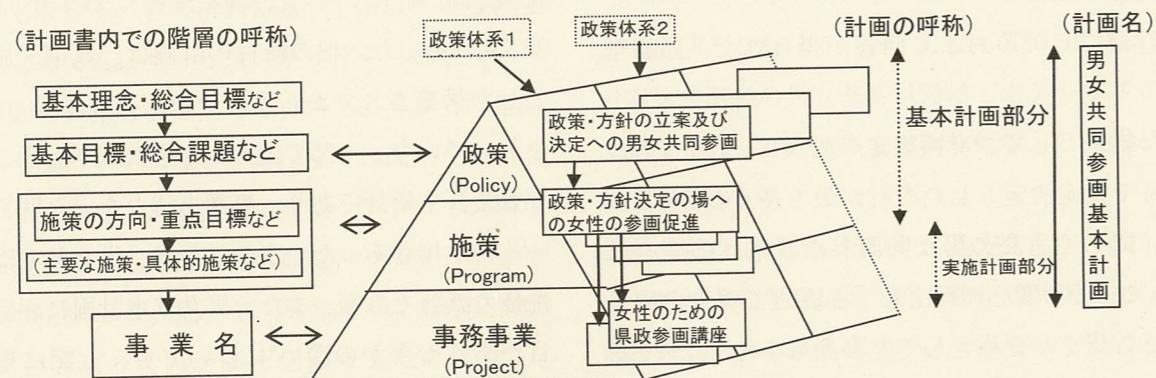 (計画書内での階層の呼称)
基本理念・総合目標など
基本目標・総合課題など
施策の方向・重点目標など
(主要な施策・具体的施策など)
事業名
政策体系1
政策体系2
政策
(Policy)
施策
(Program)
事務事業
(Project)
政策・方針の立案及び
決定への男女共同参画
政策・方針決定の場へ
の女性の参画促進
女性のための
県政参画講座
(計画の呼称)
基本計画部分
実施計画部分
(計画名)
男女共同参画基本計画